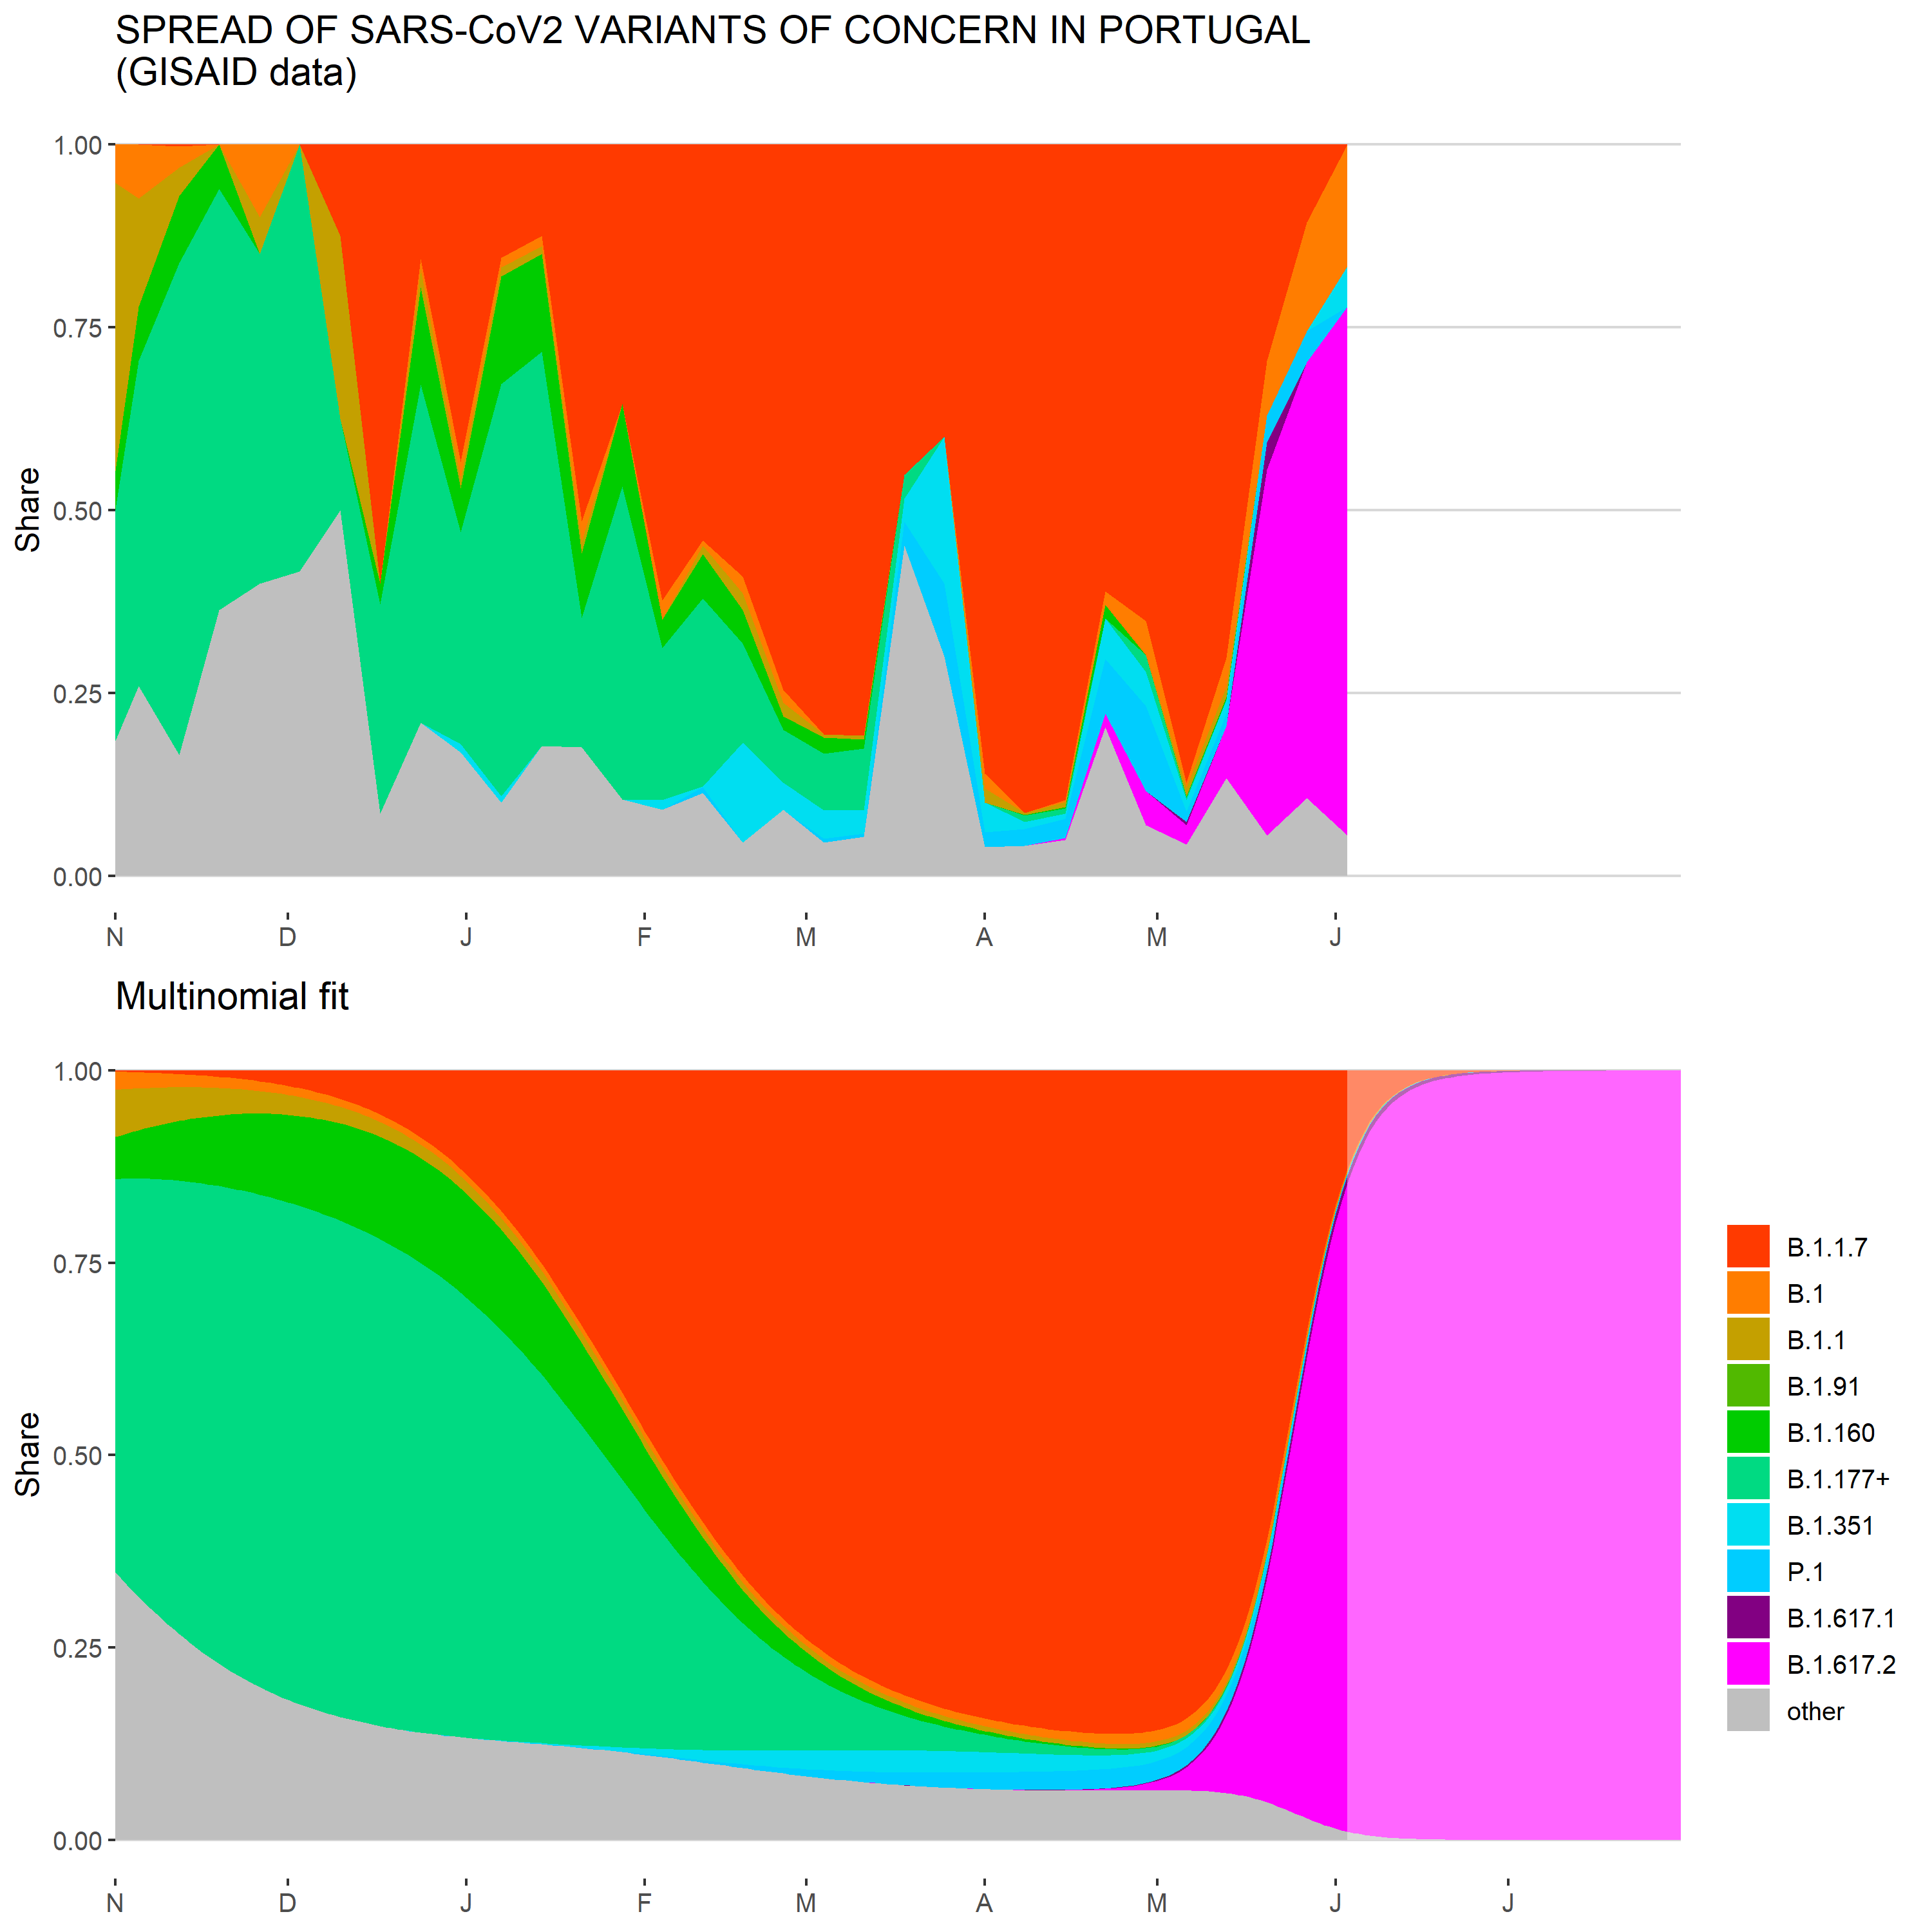 SPREAD OF SARS-CoV2 VARIANTS OF CONCERN IN PORTUGAL
(GISAID data)
1.00
0.75
0.50
0.25
0.00
Share
N D J F M A M J
Multinomial fit
1.00
0.75
0.50
0.25
0.00
Share
N D J F M A M J J
B.1.1.7
B.1
B.1.1
B.1.91
B.1.160
B.1.177+
B.1.351
P.1
B.1.617.1
B.1.617.2
other